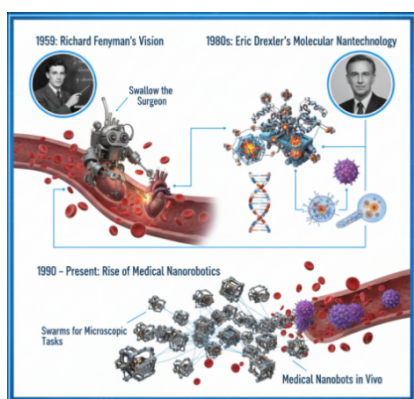 1959: Richard Fenyman's Vision
1980s: Eric Drexler's Molecular Nantechnology
Swallow the
Surgeon
1990 - Present: Rise of Medical Nanorobotics
Swarms for Microscopic
Tasks
Medical Nanobots in Vivo